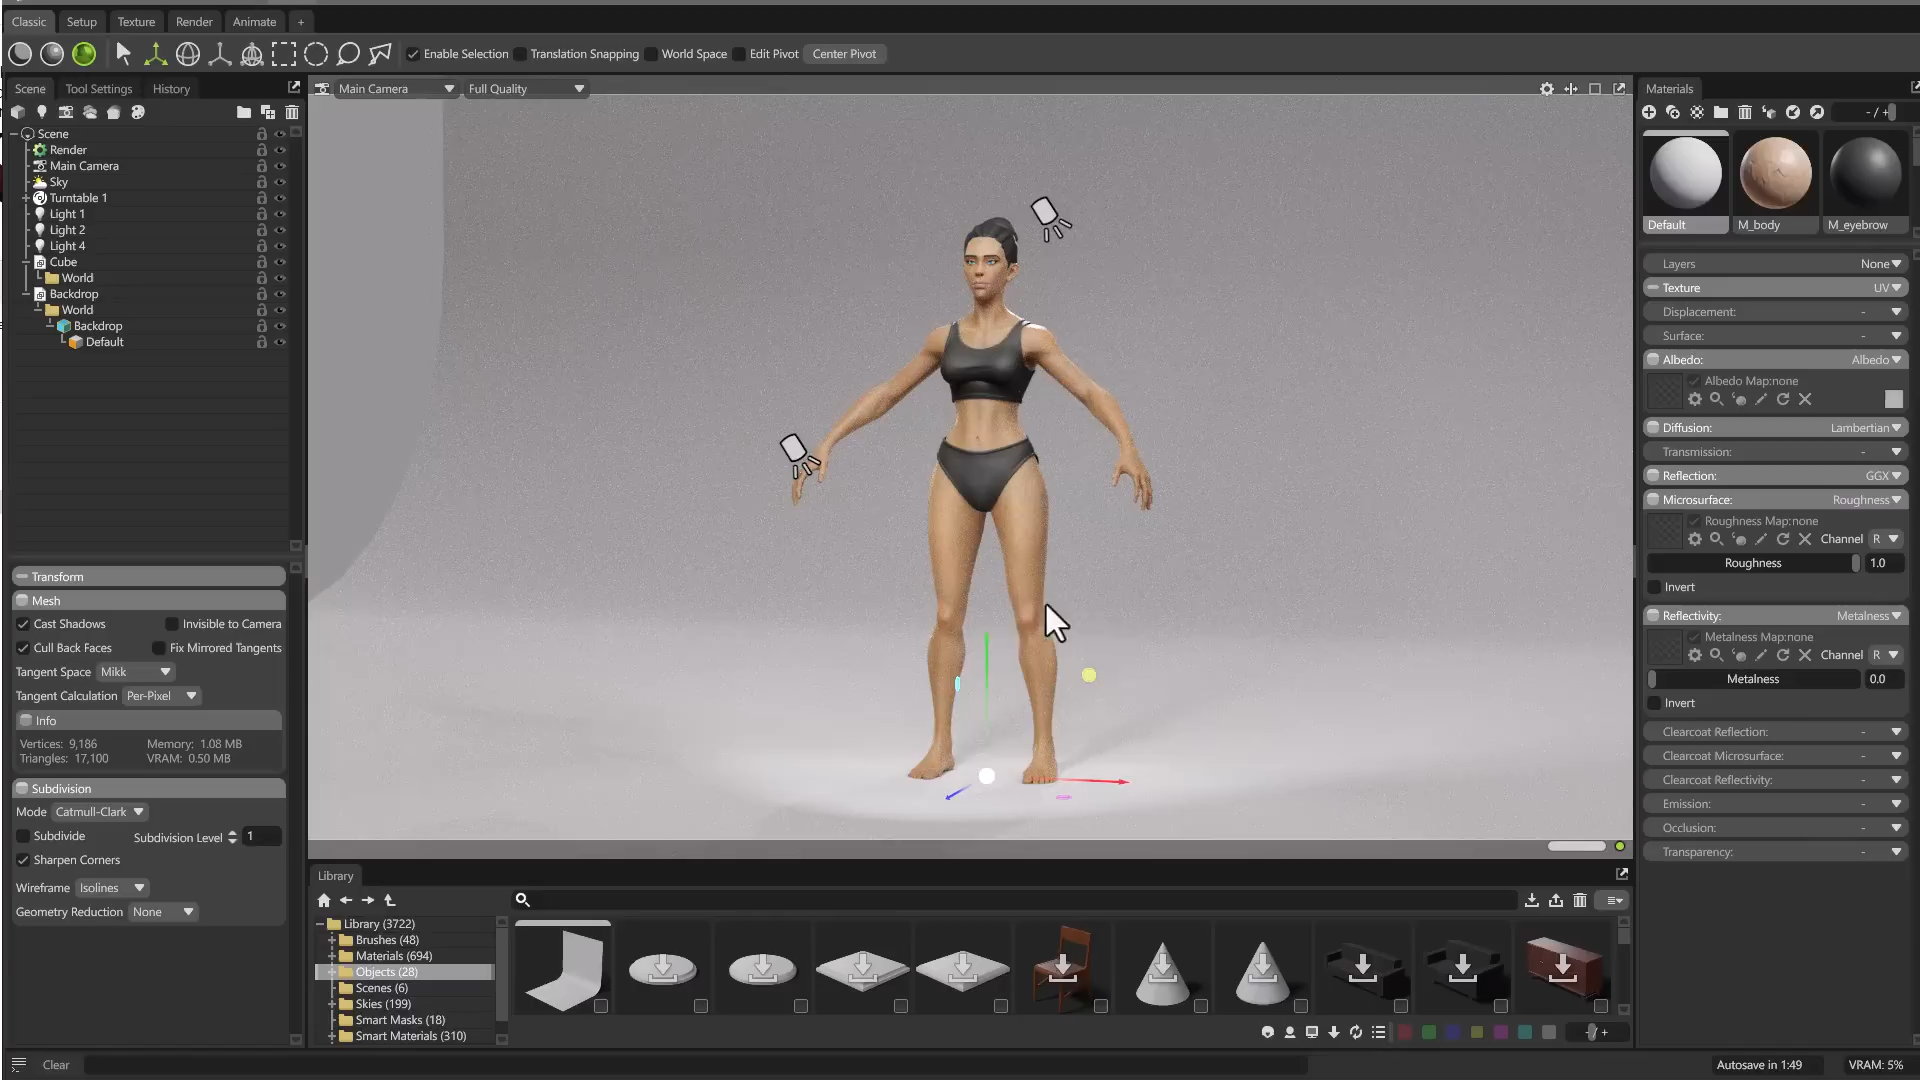 Classic Setup Texture Render Animate +
Enable Selection Translation Snapping World Space Edit Pivot Center Pivot
Scene Tool Settings History
Main Camera Full Quality
Scene
Render
Main Camera
Sky
Turntable 1
Light 1
Light 2
Light 4
Cube
World
Backdrop
World
Backdrop
Default
Transform
Mesh
Cast Shadows Invisible to Camera
Cull Back Faces Fix Mirrored Tangents
Tangent Space Mikk
Tangent Calculation Per-Pixel
Info
Vertices: 9,186 Memory: 1.08 MB
Triangles: 17,100 VRAM: 0.50 MB
Subdivision
Mode Catmull-Clark
Subdivide Subdivision Level 1
Sharpen Corners
Wireframe Isolines
Geometry Reduction None
Library
Library (3722)
Brushes (48)
Materials (694)
Objects (28)
Scenes (6)
Skies (199)
Smart Masks (18)
Smart Materials (310)
- / +
Materials
- / +
Default M_body M_eyebrow
Layers None
Texture UV
Displacement: -
Surface: -
Albedo: Albedo
Albedo Map:none
Diffusion: Lambertian
Transmission: -
Reflection: GGX
Microsurface: Roughness
Roughness Map:none
Channel R
Roughness 1.0
Invert
Reflectivity: Metalness
Metalness Map:none
Channel R
Metalness 0.0
Invert
Clearcoat Reflection: -
Clearcoat Microsurface: -
Clearcoat Reflectivity: -
Emission: -
Occlusion: -
Transparency: -
Clear
Autosave in 1:49 VRAM: 5%